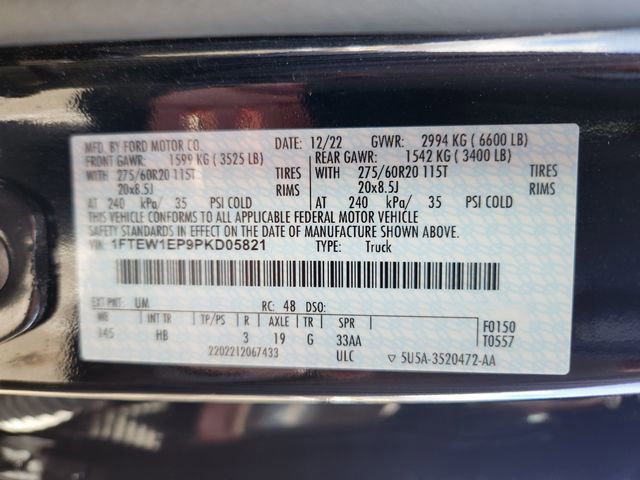 MFD. BY FORD MOTOR CO. DATE: 12/22 GVWR: 2994 KG ( 6600 LB)
FRONT GAWR: 1599 KG ( 3525 LB) REAR GAWR: 1542 KG ( 3400 LB)
WITH 275/60R20 115T TIRES WITH 275/60R20 115T TIRES
20x8.5J RIMS 20x8.5J RIMS
AT 240 kPa/ 35 PSI COLD AT 240 kPa/ 35 PSI COLD
THIS VEHICLE CONFORMS TO ALL APPLICABLE FEDERAL MOTOR VEHICLE
SAFETY STANDARDS IN EFFECT ON THE DATE OF MANUFACTURE SHOWN ABOVE.
VIN: 1FTEW1EP9PKD05821 TYPE: Truck
EXT PNT: UM RC: 48 DSO:
WB INT TR TP/PS R AXLE TR SPR F0150
145 HB 3 19 G 33AA T0557
2202212067433 ULC ▽ 5U5A-3520472-AA